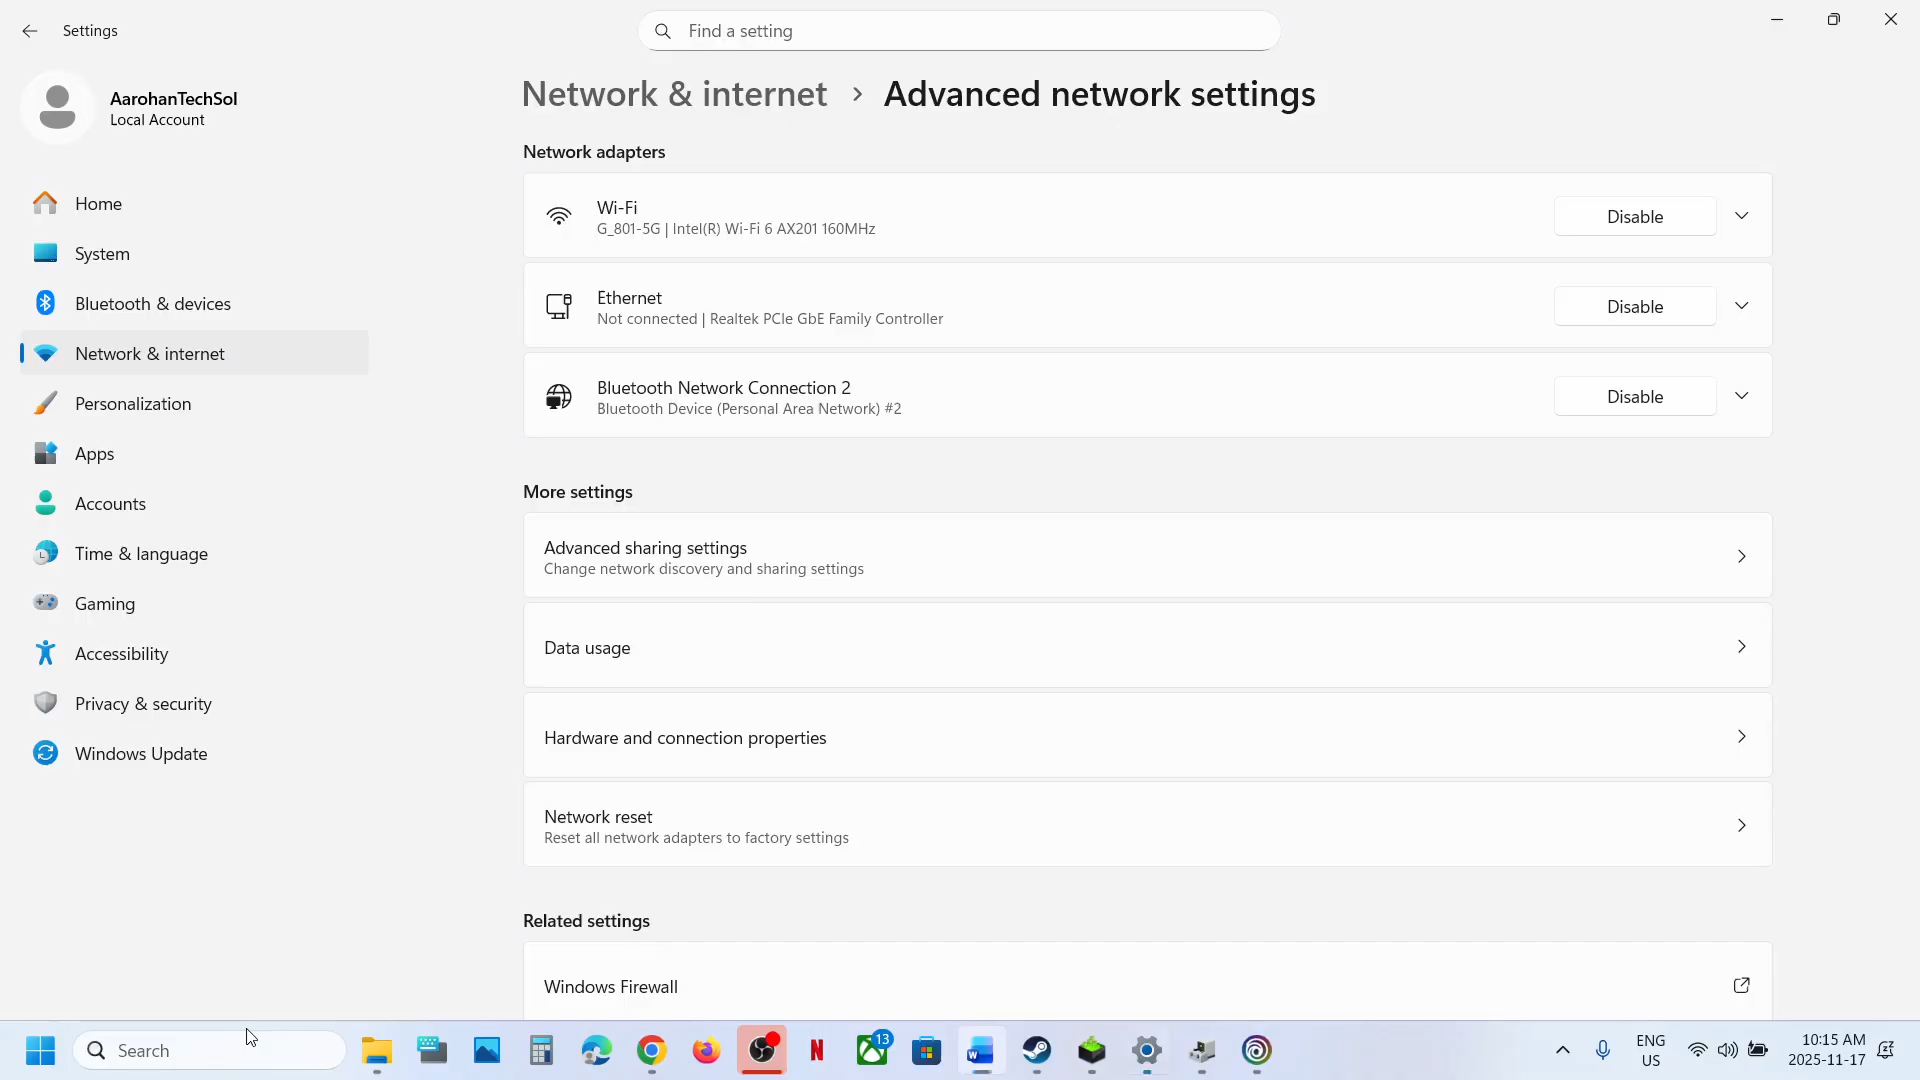 Settings
Find a setting
AarohanTechSol
Local Account
Home
System
Bluetooth & devices
Network & internet
Personalization
Apps
Accounts
Time & language
Gaming
Accessibility
Privacy & security
Windows Update
Network & internet > Advanced network settings
Network adapters
Wi-Fi
G_801-5G | Intel(R) Wi-Fi 6 AX201 160MHz
Disable
Ethernet
Not connected | Realtek PCIe GbE Family Controller
Disable
Bluetooth Network Connection 2
Bluetooth Device (Personal Area Network) #2
Disable
More settings
Advanced sharing settings
Change network discovery and sharing settings
Data usage
Hardware and connection properties
Network reset
Reset all network adapters to factory settings
Related settings
Windows Firewall
Search
13
ENG
US
10:15 AM
2025-11-17